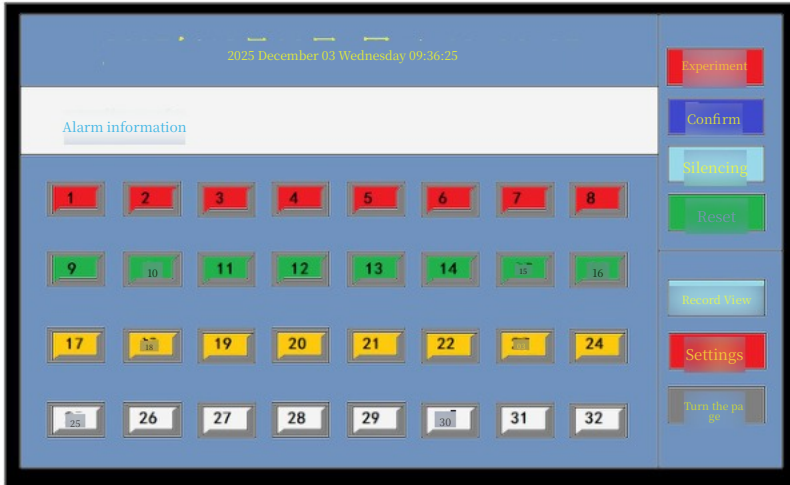 2025 December 03 Wednesday 09:36:25
Experiment
Confirm
Alarm information
Silencing
1 2 3 4 5 6 7 8
Reset
9 10 11 12 13 14 15 16
Record View
17 18 19 20 21 22 24
Settings
Turn the pa
ge
25 26 27 28 29 30 31 32